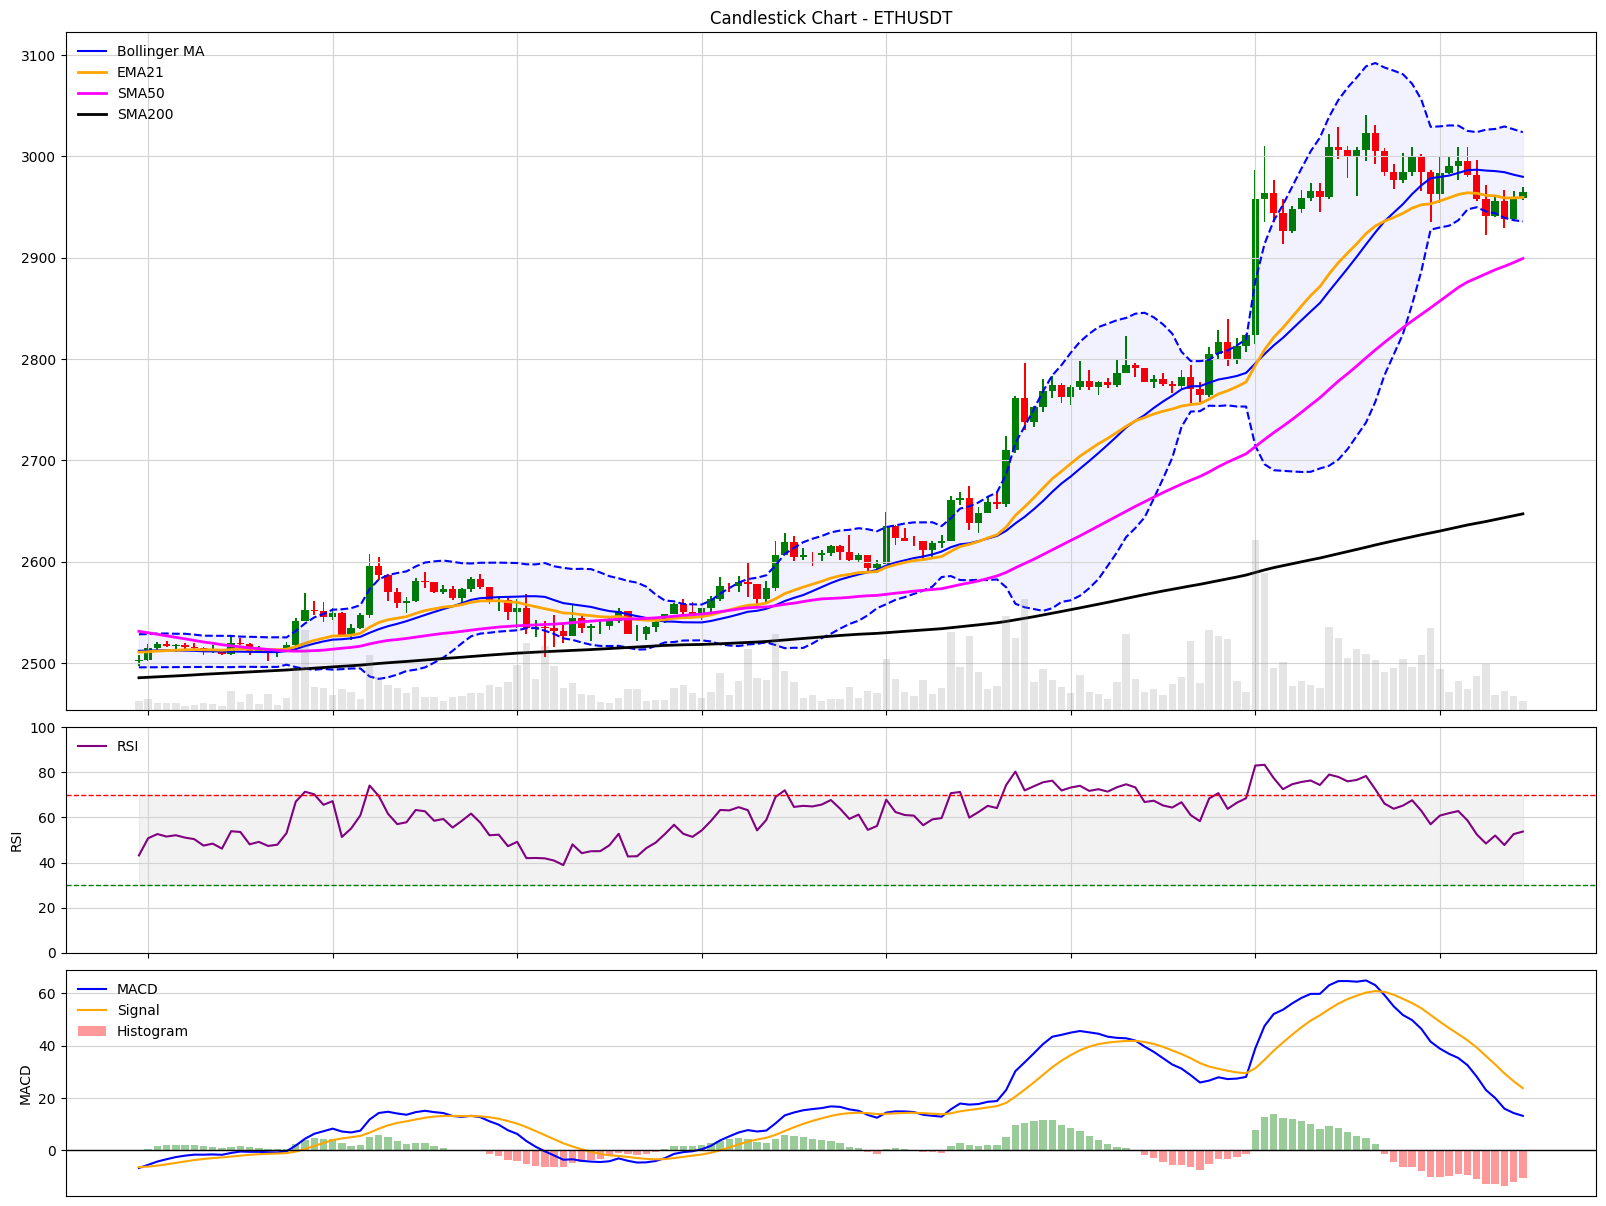 Candlestick Chart - ETHUSDT
Bollinger MA
EMA21
SMA50
SMA200
3100
3000
2900
2800
2700
2600
2500
RSI
100
80
60
40
20
0
RSI
MACD
Signal
Histogram
60
40
20
0
MACD